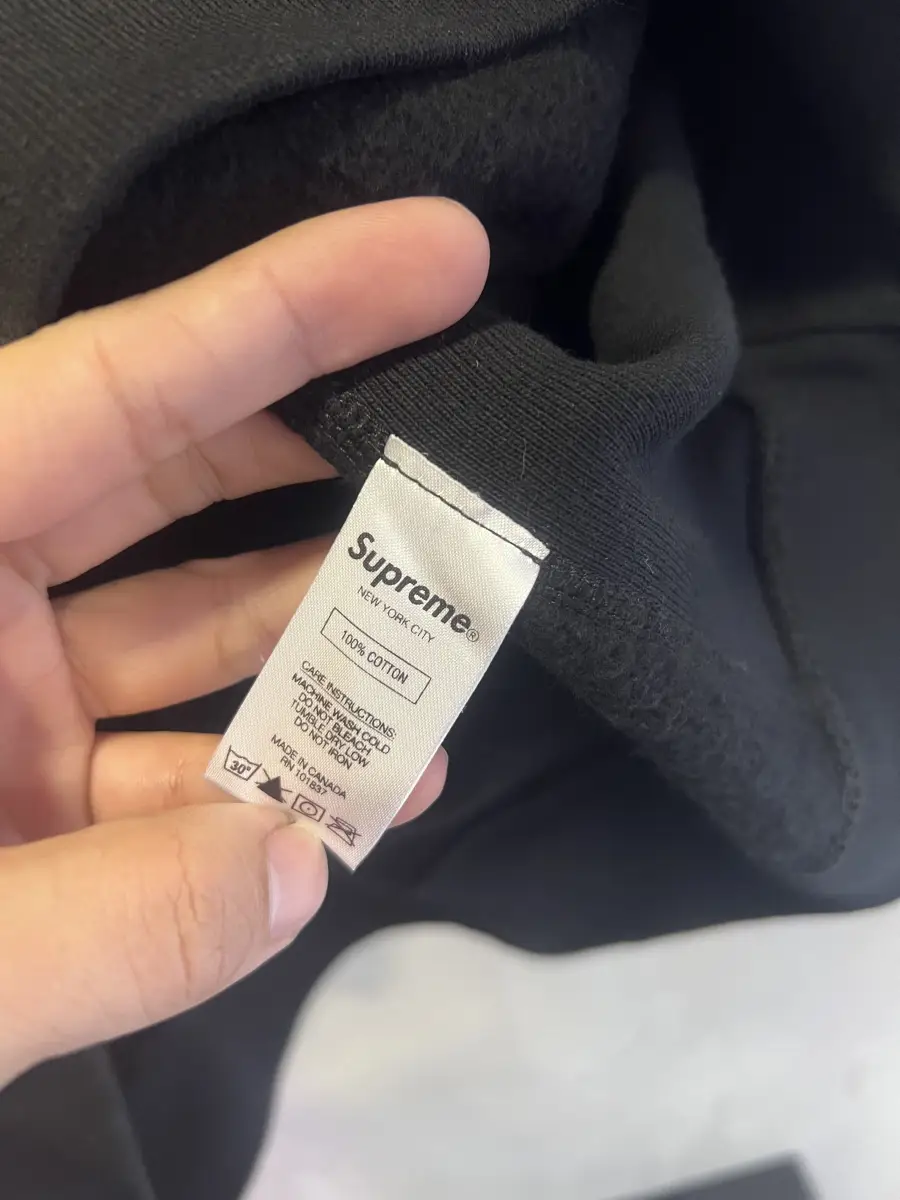 Supreme®
NEW YORK CITY
100% COTTON
CARE INSTRUCTIONS:
MACHINE WASH COLD
DO NOT BLEACH
TUMBLE DRY LOW
DO NOT IRON
MADE IN CANADA
RN 101837
30°